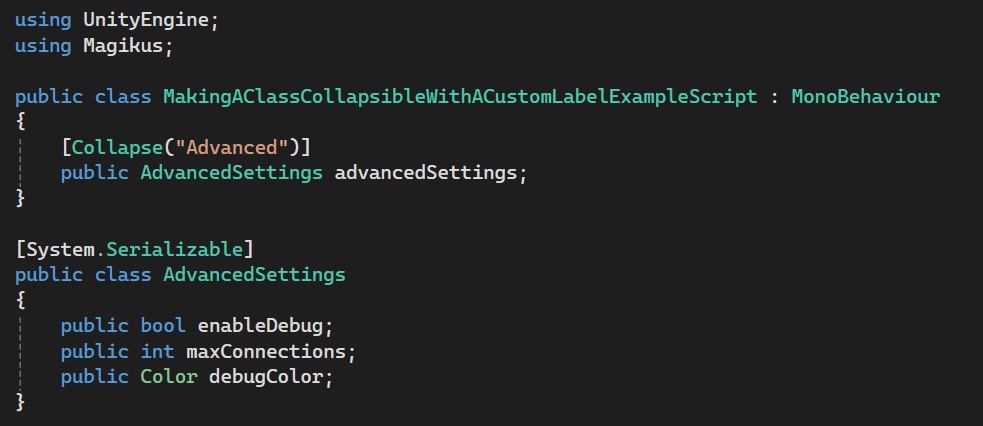 using UnityEngine;
using Magikus;

public class MakingAClassCollapsibleWithACustomLabelExampleScript : MonoBehaviour
{
    [Collapse("Advanced")]
    public AdvancedSettings advancedSettings;
}

[System.Serializable]
public class AdvancedSettings
{
    public bool enableDebug;
    public int maxConnections;
    public Color debugColor;
}